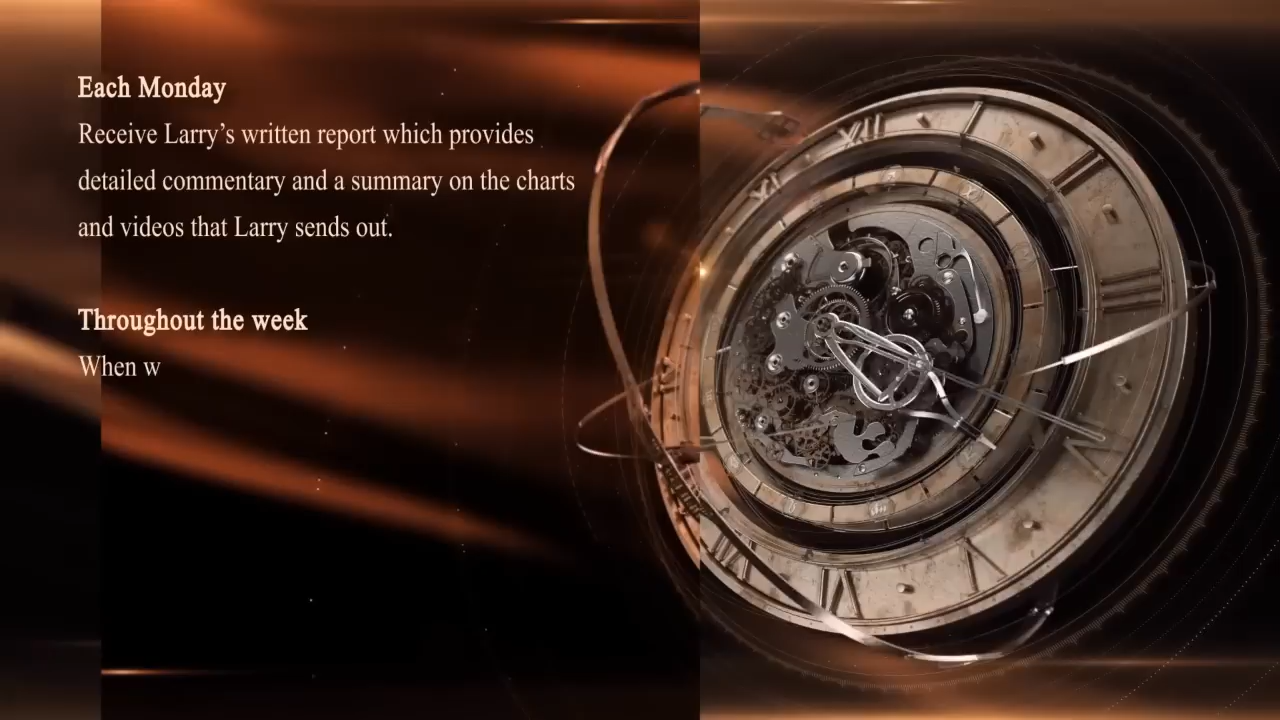 Each Monday
Receive Larry’s written report which provides
detailed commentary and a summary on the charts
and videos that Larry sends out.
Throughout the week
When w